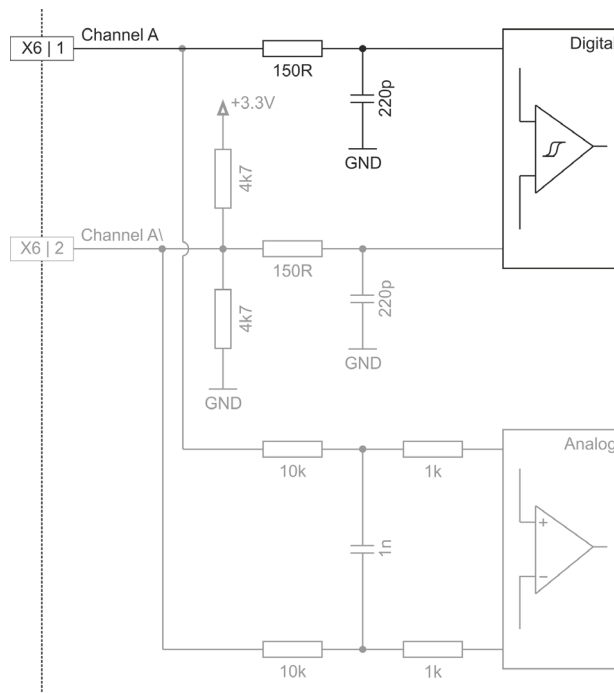 X6 | 1
Channel A
Digital
150R
220p
+3.3V
GND
4k7
X6 | 2
Channel A\
150R
220p
4k7
GND
GND
Analog
10k
1k
+
1n
−
10k
1k